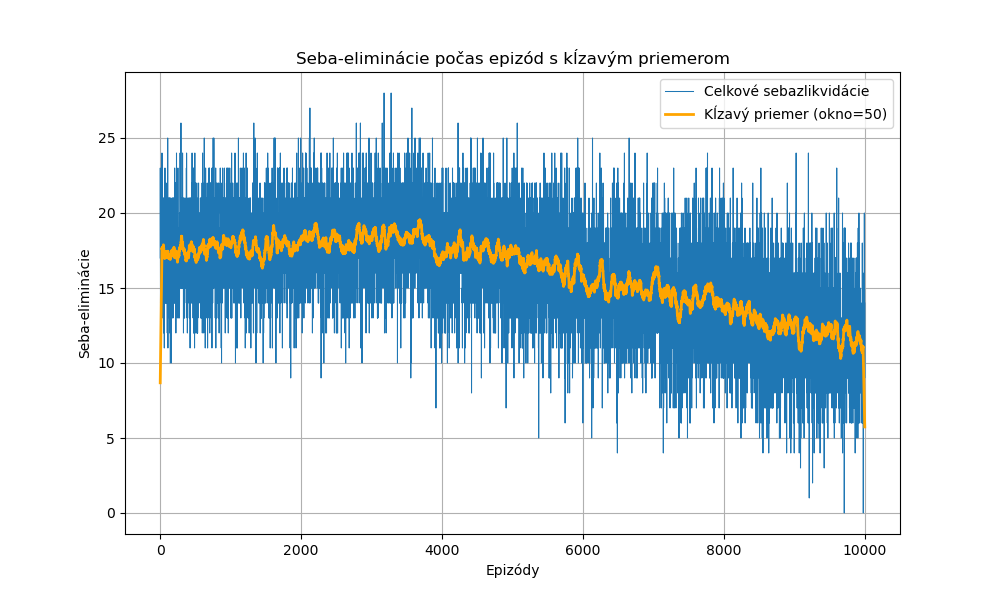 Seba-eliminácie počas epizód s kĺzavým priemerom
Celkové sebazlikvidácie
Kĺzavý priemer (okno=50)
Seba-eliminácie
25
20
15
10
5
0
0 2000 4000 6000 8000 10000
Epizódy